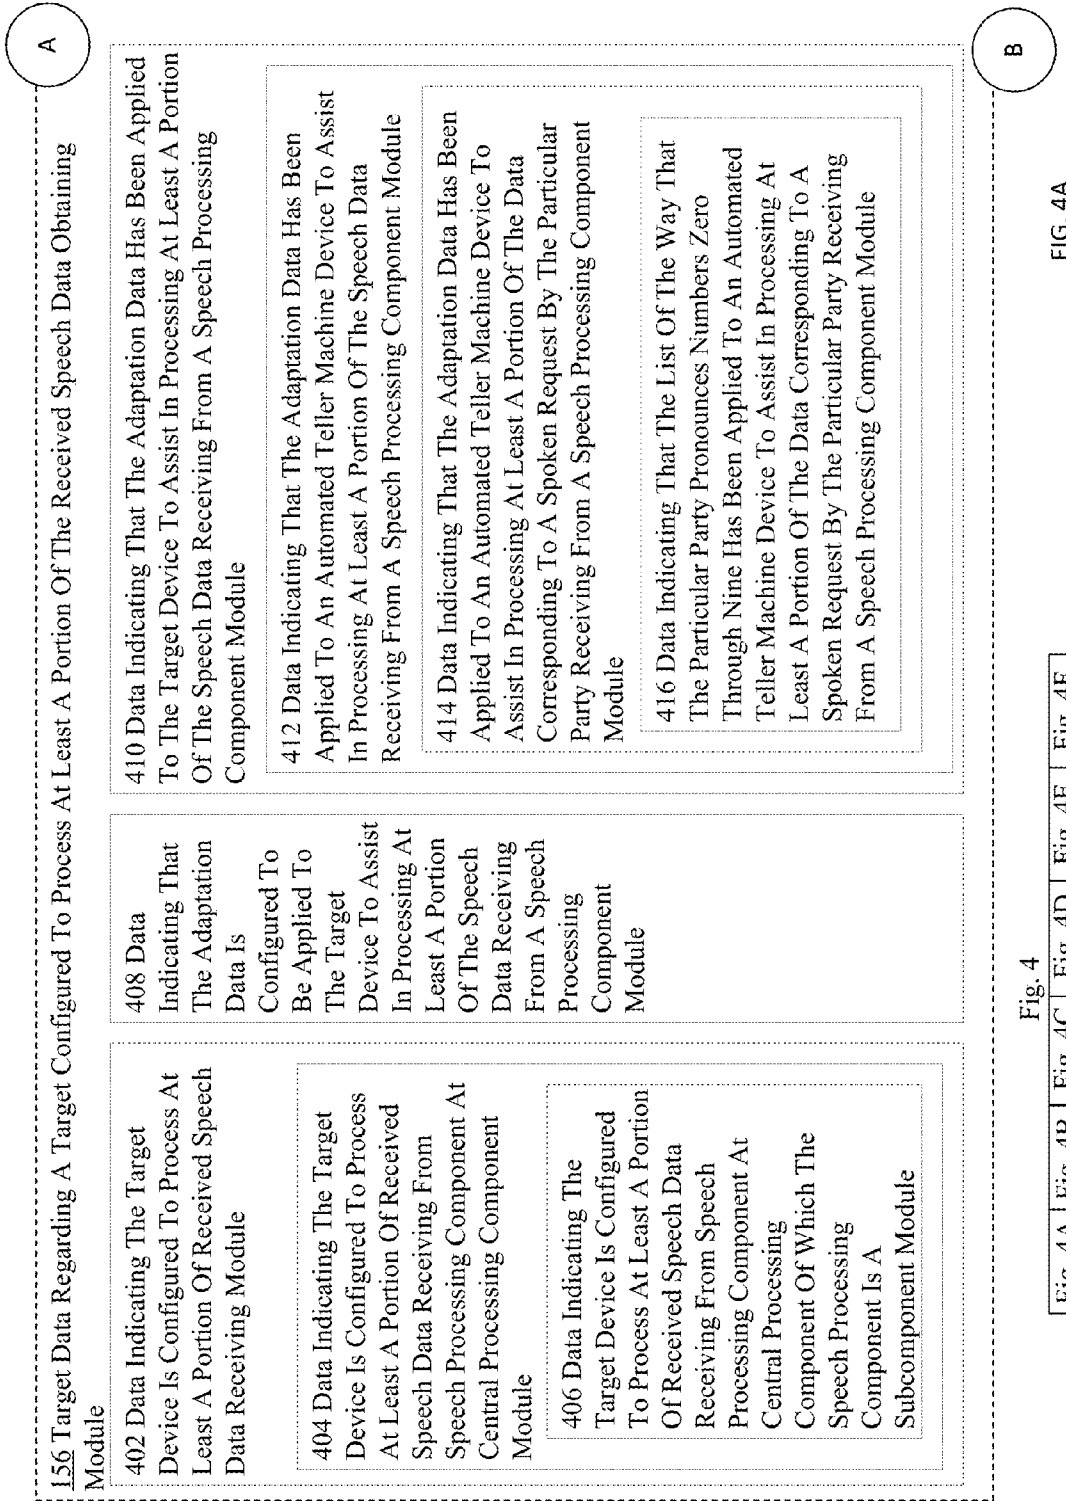 A
156 Target Data Regarding A Target Configured To Process At Least A Portion Of The Received Speech Data Obtaining
Module
402 Data Indicating The Target
Device Is Configured To Process At
Least A Portion Of Received Speech
Data Receiving Module
404 Data Indicating The Target
Device Is Configured To Process
At Least A Portion Of Received
Speech Data Receiving From
Speech Processing Component At
Central Processing Component
Module
406 Data Indicating The
Target Device Is Configured
To Process At Least A Portion
Of Received Speech Data
Receiving From Speech
Processing Component At
Central Processing
Component Of Which The
Speech Processing
Component Is A
Subcomponent Module
408 Data
Indicating That
The Adaptation
Data Is
Configured To
Be Applied To
The Target
Device To Assist
In Processing At
Least A Portion
Of The Speech
Data Receiving
From A Speech
Processing
Component
Module
410 Data Indicating That The Adaptation Data Has Been Applied
To The Target Device To Assist In Processing At Least A Portion
Of The Speech Data Receiving From A Speech Processing
Component Module
412 Data Indicating That The Adaptation Data Has Been
Applied To An Automated Teller Machine Device To Assist
In Processing At Least A Portion Of The Speech Data
Receiving From A Speech Processing Component Module
414 Data Indicating That The Adaptation Data Has Been
Applied To An Automated Teller Machine Device To
Assist In Processing At Least A Portion Of The Data
Corresponding To A Spoken Request By The Particular
Party Receiving From A Speech Processing Component
Module
416 Data Indicating That The List Of The Way That
The Particular Party Pronounces Numbers Zero
Through Nine Has Been Applied To An Automated
Teller Machine Device To Assist In Processing At
Least A Portion Of The Data Corresponding To A
Spoken Request By The Particular Party Receiving
From A Speech Processing Component Module
B
Fig. 4
Fig. 4A Fig. 4B Fig. 4C Fig. 4D Fig. 4E Fig. 4F
FIG. 4A